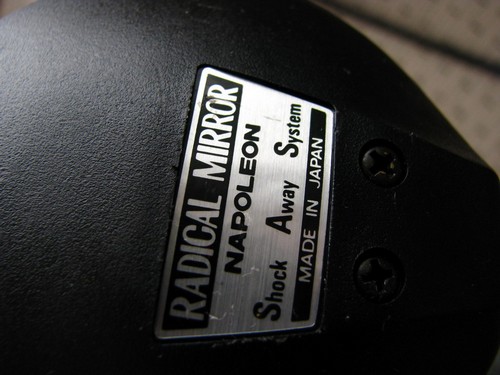 RADICAL MIRROR
NAPOLEON
Shock Away System
MADE IN JAPAN